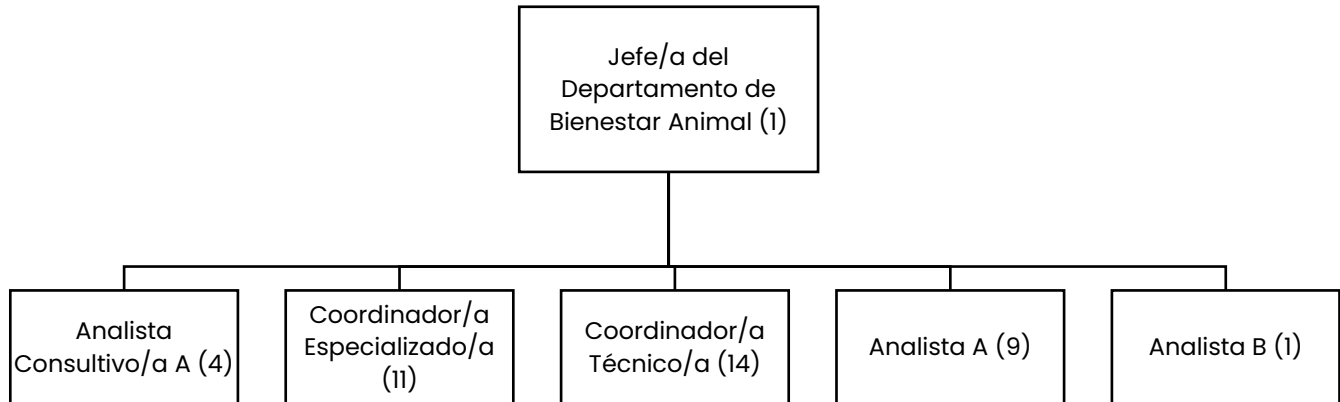 Jefe/a del
Departamento de
Bienestar Animal (1)
Analista
Consultivo/a A (4)
Coordinador/a
Especializado/a
(11)
Coordinador/a
Técnico/a (14)
Analista A (9)
Analista B (1)